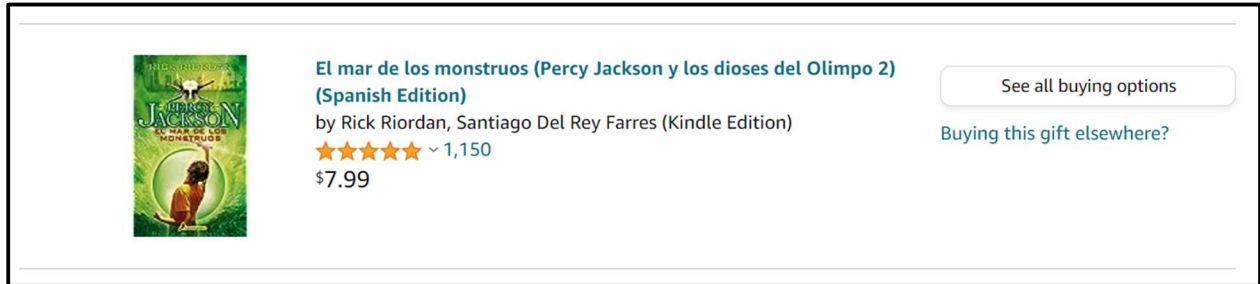 RICK RIORDAN
PERCY
JACKSON
EL MAR DE LOS
MONSTRUOS
El mar de los monstruos (Percy Jackson y los dioses del Olimpo 2)
(Spanish Edition)
by Rick Riordan, Santiago Del Rey Farres (Kindle Edition)
1,150
$7.99
See all buying options
Buying this gift elsewhere?